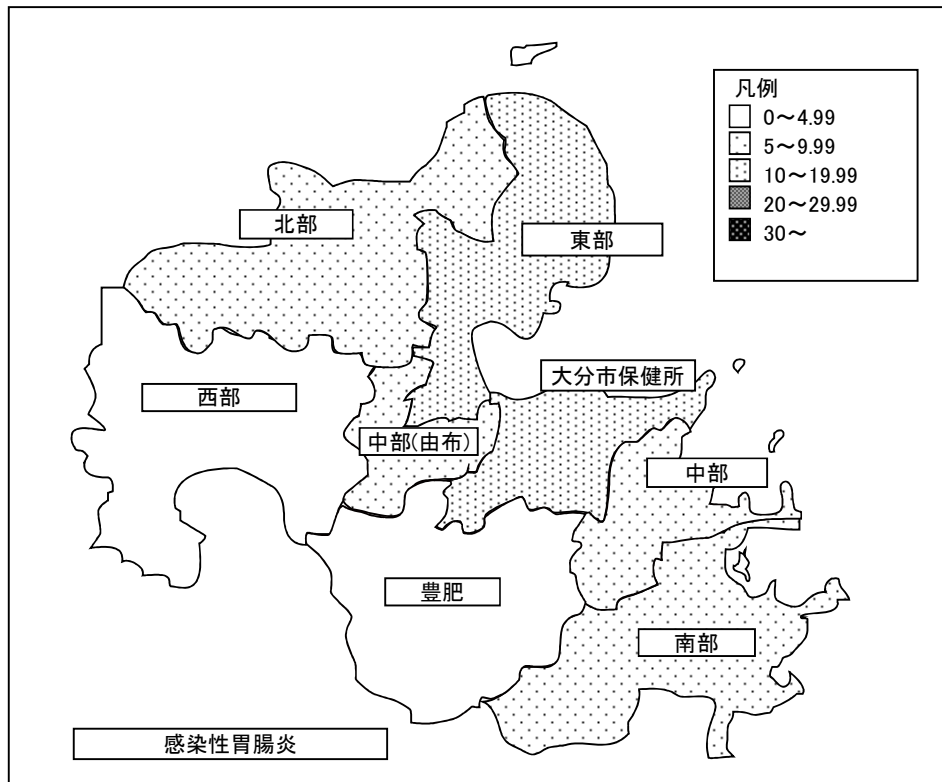 凡例
0～4.99
5～9.99
10～19.99
20～29.99
30～
北部
東部
西部
大分市保健所
中部(由布)
中部
豊肥
南部
感染性胃腸炎